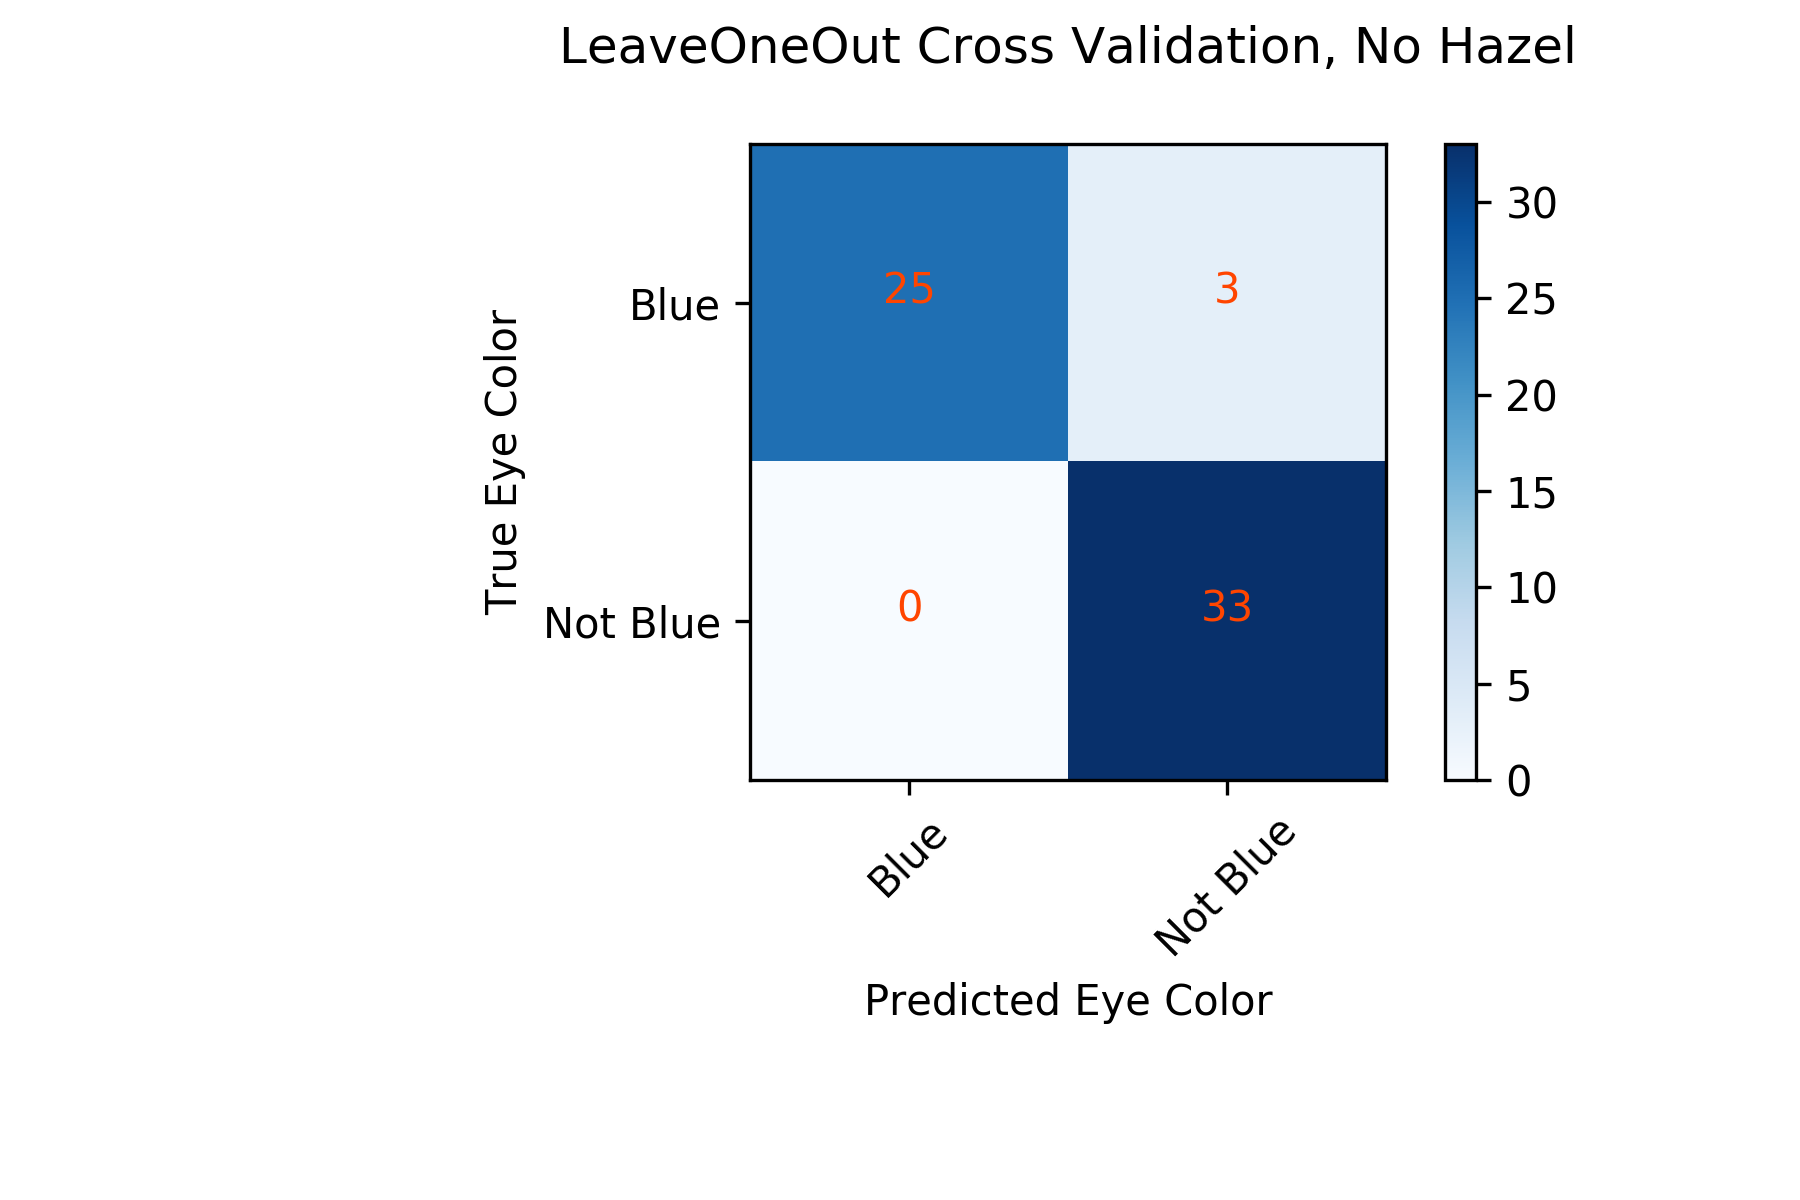 LeaveOneOut Cross Validation, No Hazel
True Eye Color
Blue
Not Blue
25
3
0
33
30
25
20
15
10
5
0
Blue
Not Blue
Predicted Eye Color